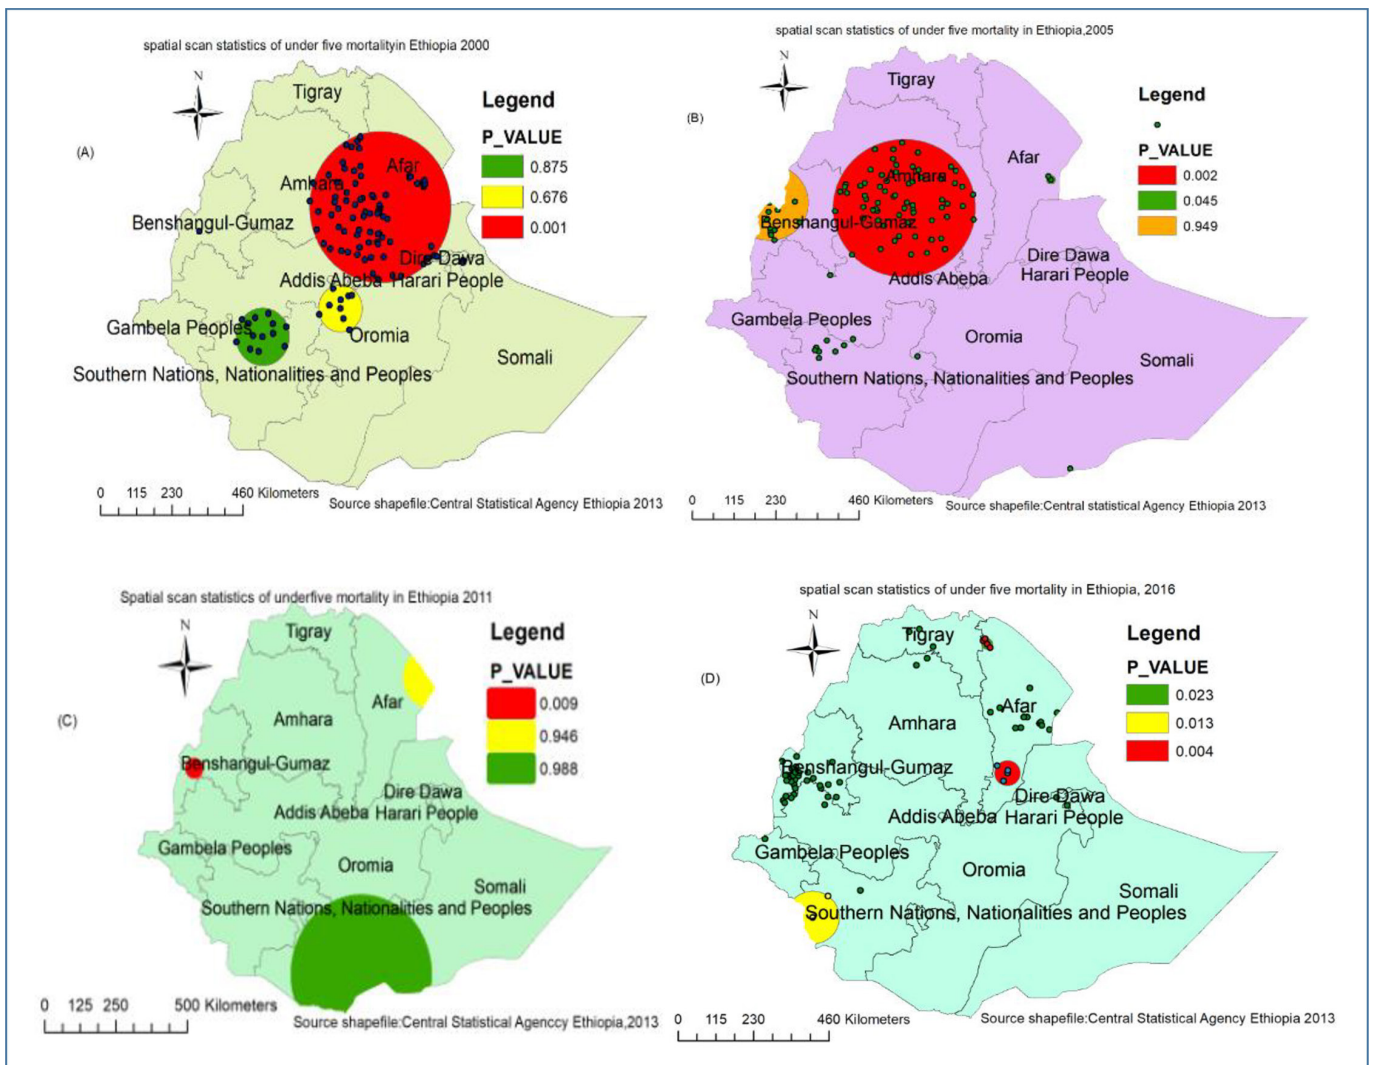 spatial scan statistics of under five mortalityin Ethiopia 2000
N
(A)
Tigray
Afar
Amhara
Benshangul-Gumaz
Dire Dawa
Addis Abeba Harari People
Gambela Peoples
Oromia
Somali
Southern Nations, Nationalities and Peoples
Legend
P_VALUE
0.875
0.676
0.001
0 115 230 460 Kilometers
Source shapefile:Central Statistical Agency Ethiopia 2013
spatial scan statistics of under five mortality in Ethiopia,2005
N
(B)
Tigray
Afar
Amhara
Benshangul-Gumaz
Dire Dawa
Harari People
Addis Abeba
Gambela Peoples
Oromia
Somali
Southern Nations, Nationalities and Peoples
Legend
P_VALUE
0.002
0.045
0.949
0 115 230 460 Kilometers
Source shapefile:Central statistical Agency Ethiopia 2013
Spatial scan statistics of underfive mortality in Ethiopia 2011
N
(C)
Tigray
Afar
Amhara
Benshangul-Gumaz
Dire Dawa
Addis Abeba Harari People
Gambela Peoples
Oromia
Somali
Southern Nations, Nationalities and Peoples
Legend
P_VALUE
0.009
0.946
0.988
0 125 250 500 Kilometers
Source shapefile:Central Statistical Agenccy Ethiopia,2013
spatial scan statistics of under five mortality in Ethiopia, 2016
N
(D)
Tigray
Afar
Amhara
Benshangul-Gumaz
Dire Dawa
Addis Abeba Harari People
Gambela Peoples
Oromia
Somali
Southern Nations, Nationalities and Peoples
Legend
P_VALUE
0.023
0.013
0.004
0 115 230 460 Kilometers
Source shapefile:Central Statistical Agency Ethiopia 2013